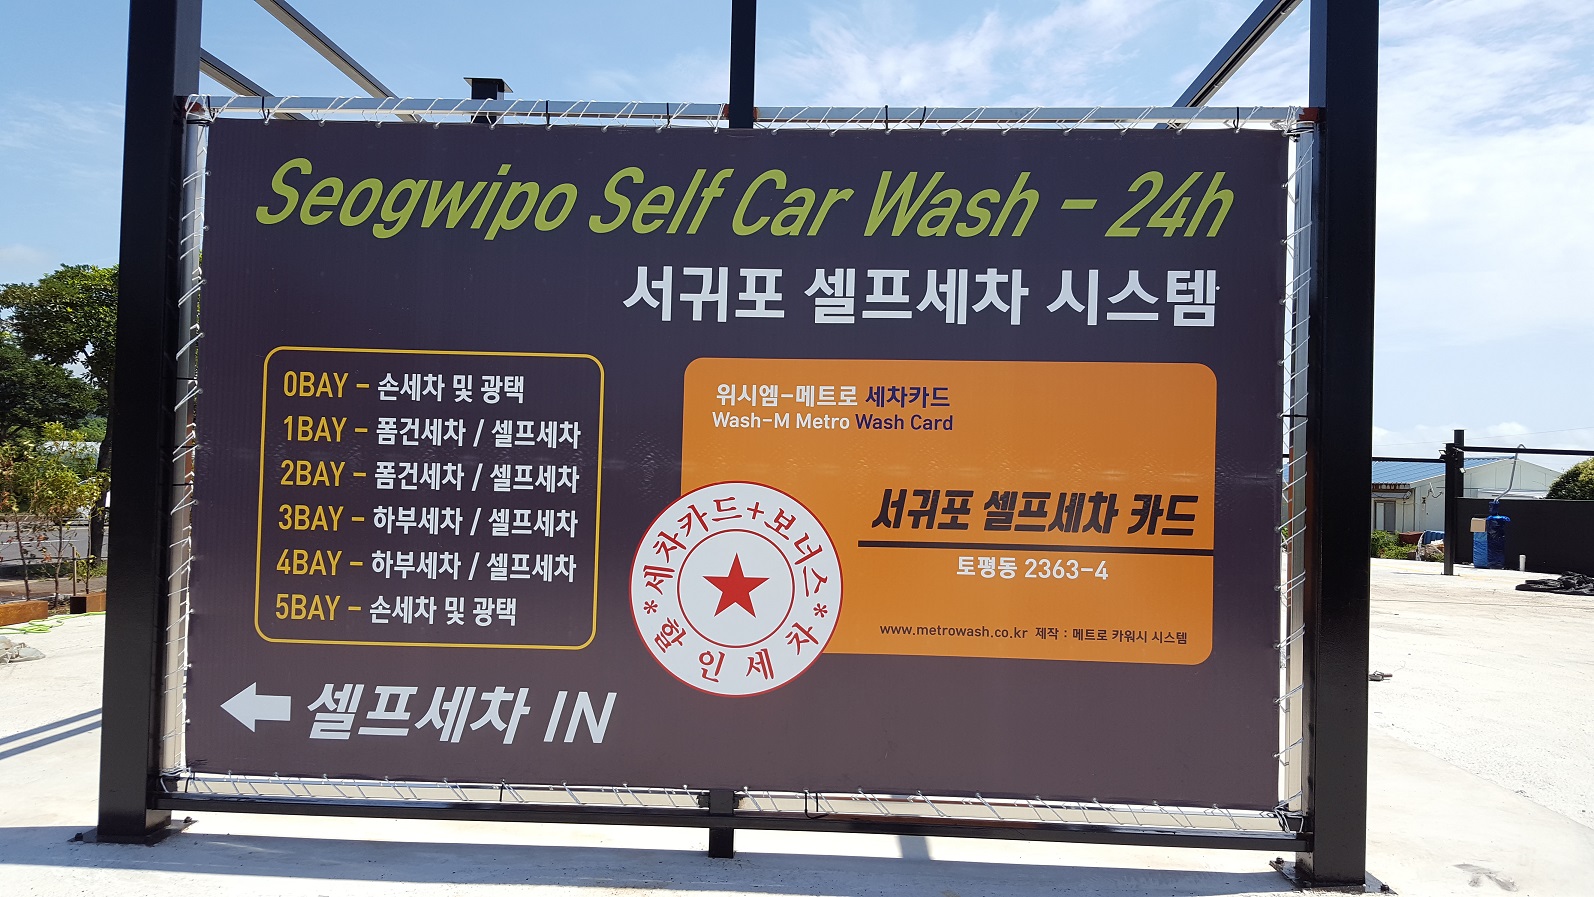 Seogwipo Self Car Wash - 24h
서귀포 셀프세차 시스템
0BAY - 손세차 및 광택
1BAY - 폼건세차 / 셀프세차
2BAY - 폼건세차 / 셀프세차
3BAY - 하부세차 / 셀프세차
4BAY - 하부세차 / 셀프세차
5BAY - 손세차 및 광택
위시엠-메트로 세차카드
Wash-M Metro Wash Card
서귀포 셀프세차 카드
토평동 2363-4
www.metrowash.co.kr 제작 : 메트로 카워시 시스템
세차카드+보너스
*할인세차*
셀프세차 IN